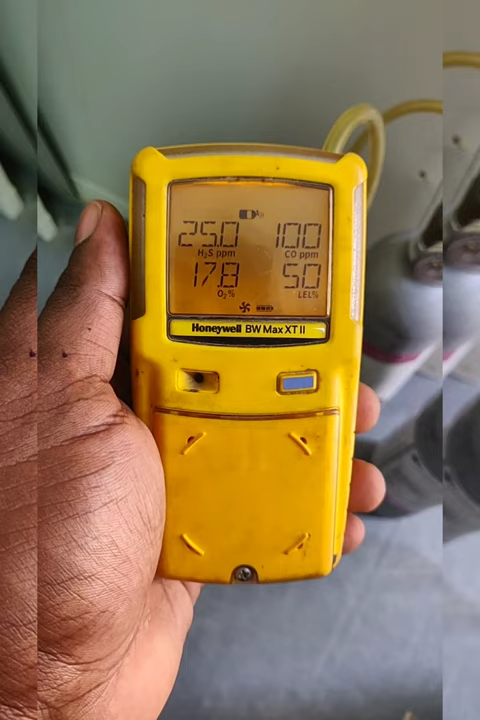 25.0 100
H₂S ppm CO ppm
17.8 50
O₂% LEL%
Honeywell BW Max XT II